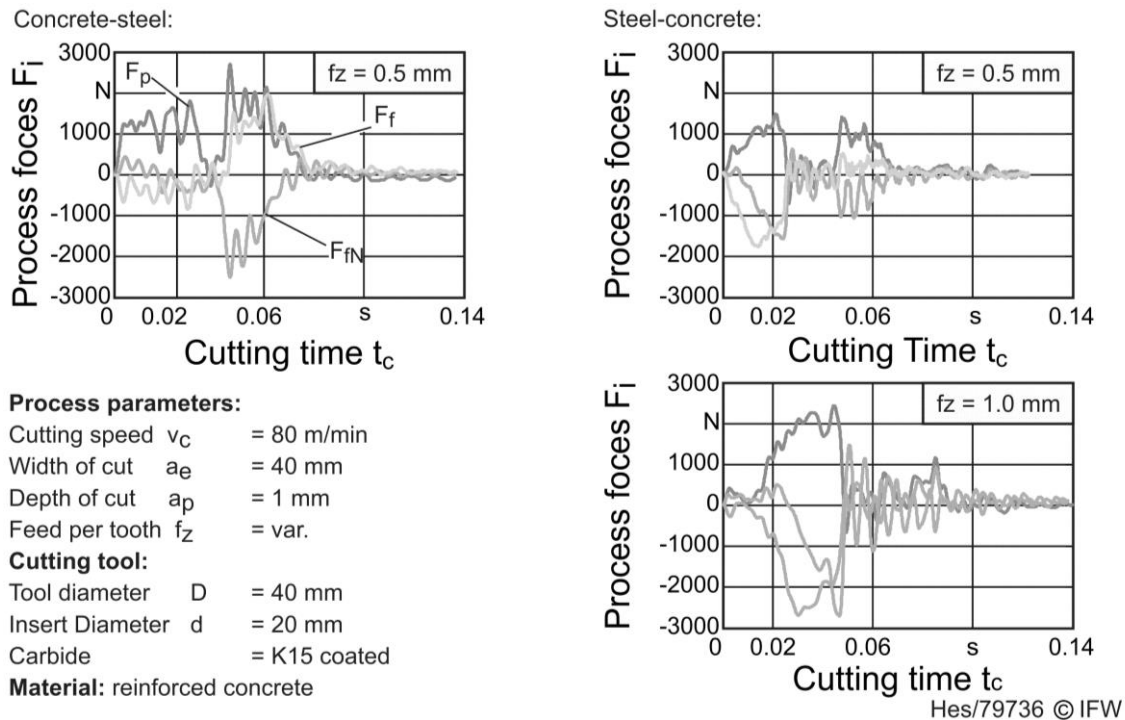 Concrete-steel:
Process foces Fi
3000
N
1000
0
-1000
-2000
-3000
Fp
fz = 0.5 mm
Ff
FfN
0 0.02 0.06 s 0.14
Cutting time tc
Steel-concrete:
Process foces Fi
3000
N
1000
0
-1000
-2000
-3000
fz = 0.5 mm
0 0.02 0.06 s 0.14
Cutting Time tc
Process foces Fi
3000
N
1000
0
-1000
-2000
-3000
fz = 1.0 mm
0 0.02 0.06 s 0.14
Cutting time tc
Process parameters:
Cutting speed vc = 80 m/min
Width of cut ae = 40 mm
Depth of cut ap = 1 mm
Feed per tooth fz = var.
Cutting tool:
Tool diameter D = 40 mm
Insert Diameter d = 20 mm
Carbide = K15 coated
Material: reinforced concrete
Hes/79736 © IFW